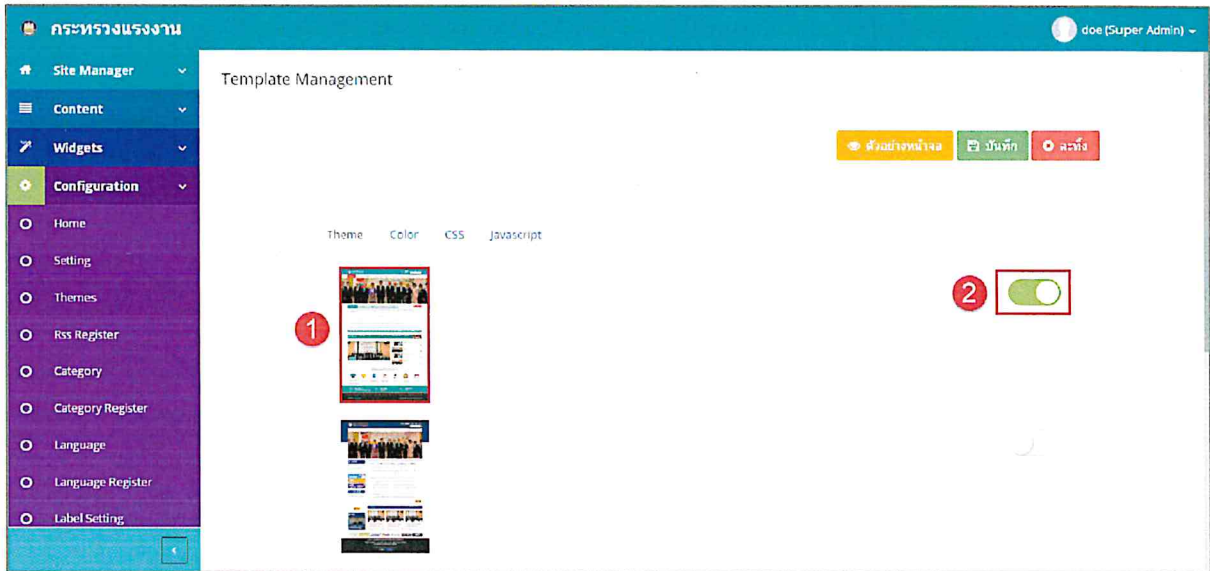 กระทรวงแรงงาน
doe (Super Admin)
Site Manager
Content
Widgets
Configuration
Home
Setting
Themes
Rss Register
Category
Category Register
Language
Language Register
Label Setting
Template Management
ตัวอย่างหน้าจอ บันทึก ละทิ้ง
Theme Color CSS Javascript
1
2